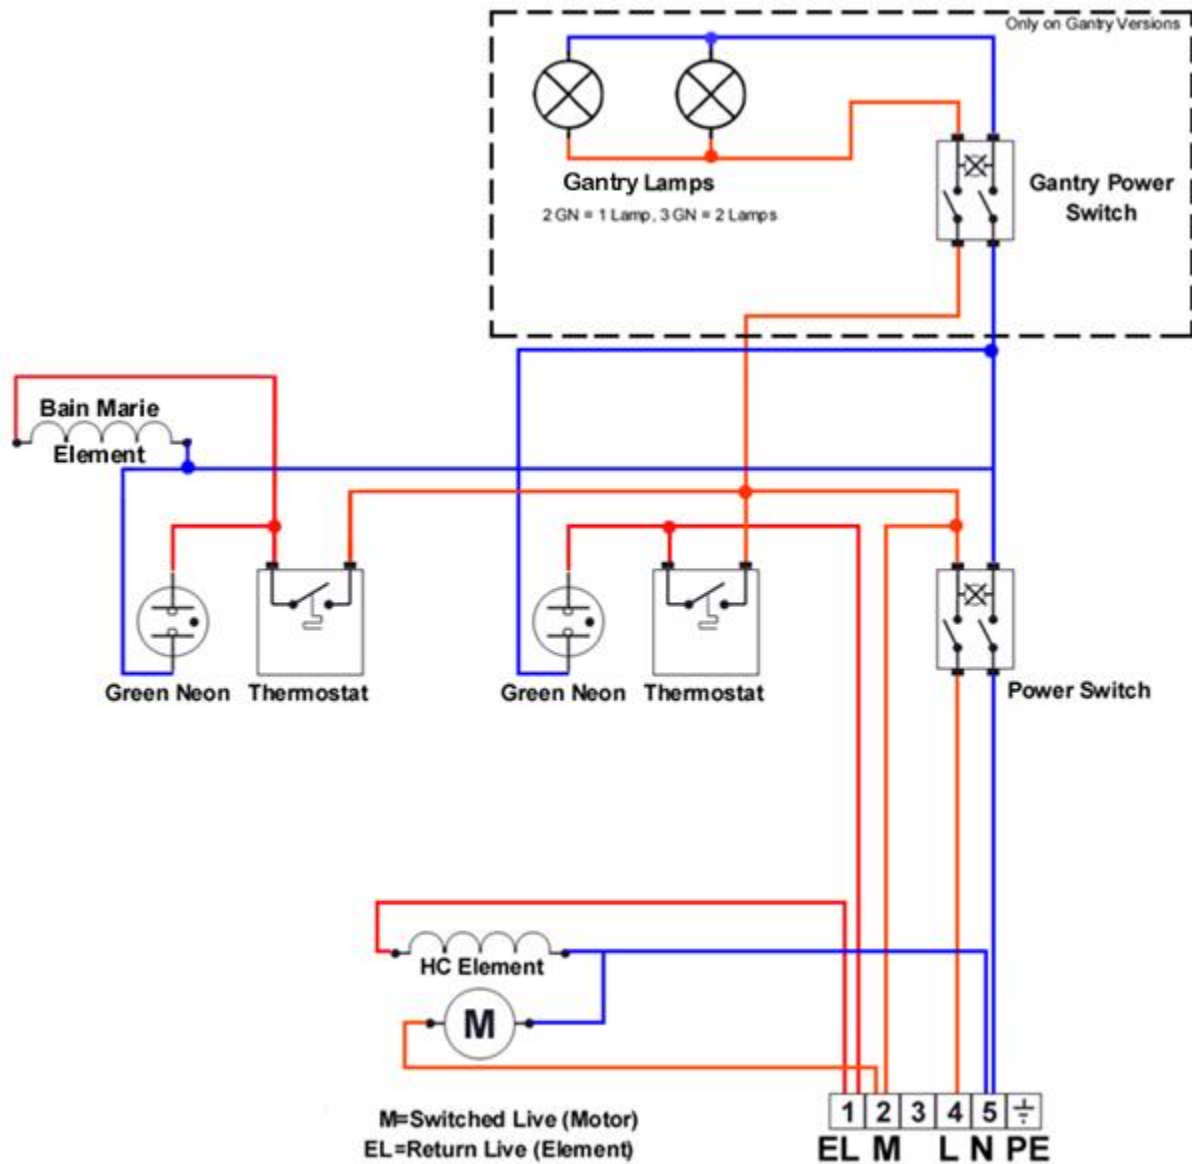 Only on Gantry Versions
Gantry Lamps
2 GN = 1 Lamp, 3 GN = 2 Lamps
Gantry Power
Switch
Bain Marie
Element
Green Neon
Thermostat
Green Neon
Thermostat
Power Switch
HC Element
M
M=Switched Live (Motor)
EL=Return Live (Element)
1 2 3 4 5
EL M L N PE